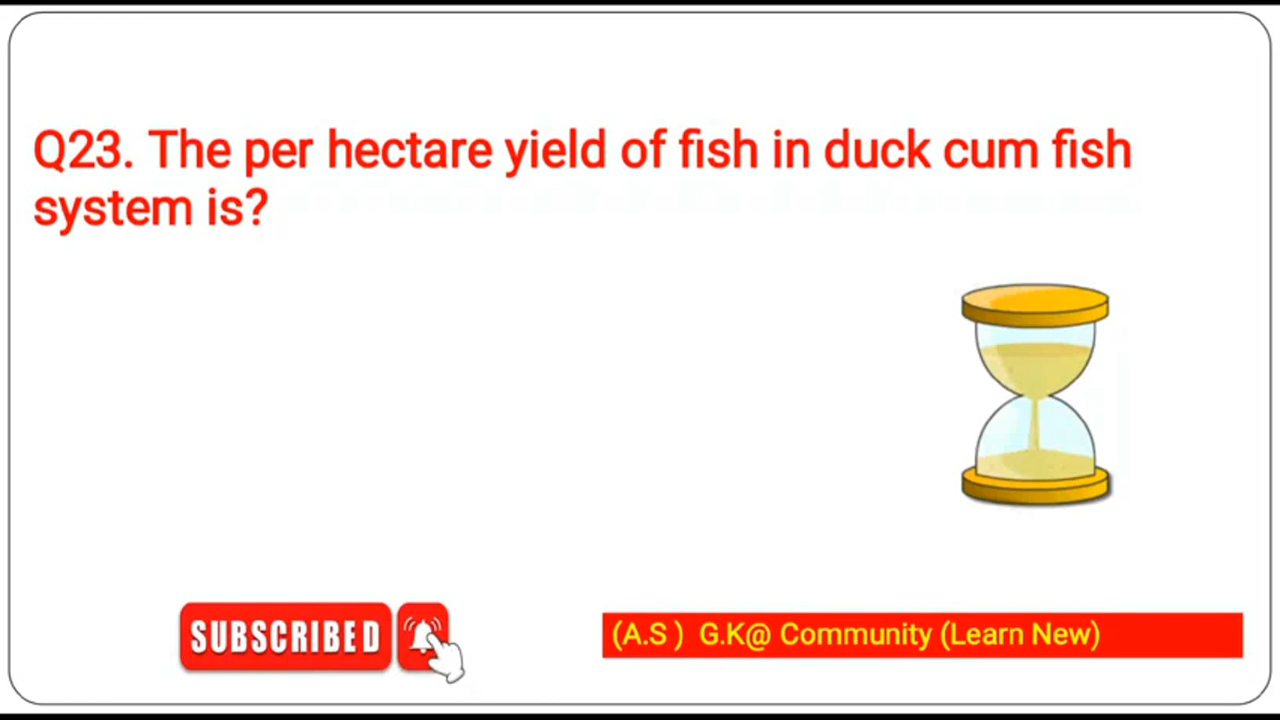 Q23. The per hectare yield of fish in duck cum fish
system is?
SUBSCRIBED
(A.S ) G.K@ Community (Learn New)